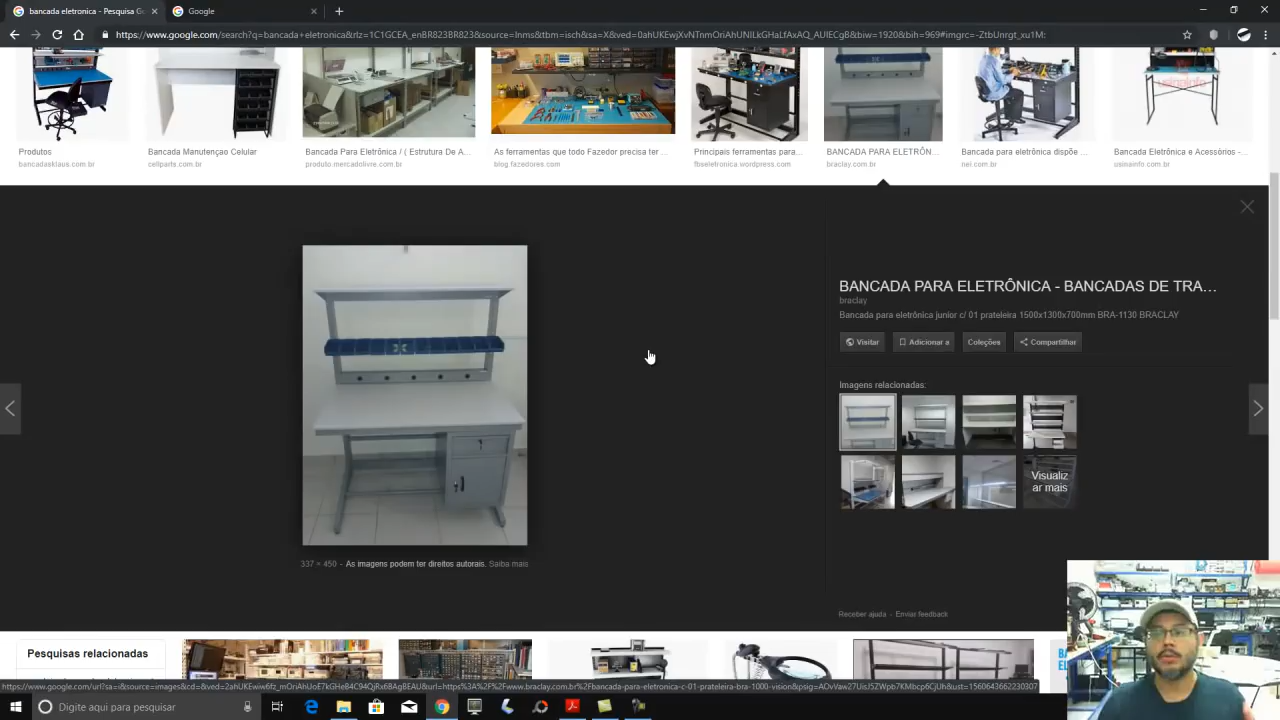 bancada eletronica - Pesquisa G
Google
https://www.google.com/search?q=bancada+eletronica&rlz=1C1GCEA_enBR823BR823&source=lnms&tbm=isch&sa=X&ved=0ahUKEwjXvNTnmOriAhUNILkGHaLfAxAQ_AUIECgB&biw=1920&bih=969#imgrc=-ZtbUnrgt_xu1M:
Produtos
bancadasktaus.com.br
Bancada Manutençao Celular
cellparts.com.br
Bancada Para Eletrônica / ( Estrutura De A...
produto.mercadolivre.com.br
As ferramentas que todo Fazedor precisa ter ...
blog.fazedores.com
Principais ferramentas para...
fbseletronica.wordpress.com
BANCADA PARA ELETRÔN...
braclay.com.br
Bancada para eletrônica dispõe ...
nei.com.br
Bancada Eletrônica e Acessórios -...
usinainfo.com.br
BANCADA PARA ELETRÔNICA - BANCADAS DE TRA...
braclay
Bancada para eletrônica junior c/ 01 prateleira 1500x1300x700mm BRA-1130 BRACLAY
Visitar
Adicionar a
Coleções
Compartilhar
Imagens relacionadas:
Visualiz
ar mais
337 × 450 - As imagens podem ter direitos autorais. Saiba mais
Receber ajuda - Enviar feedback
Pesquisas relacionadas
Digite aqui para pesquisar